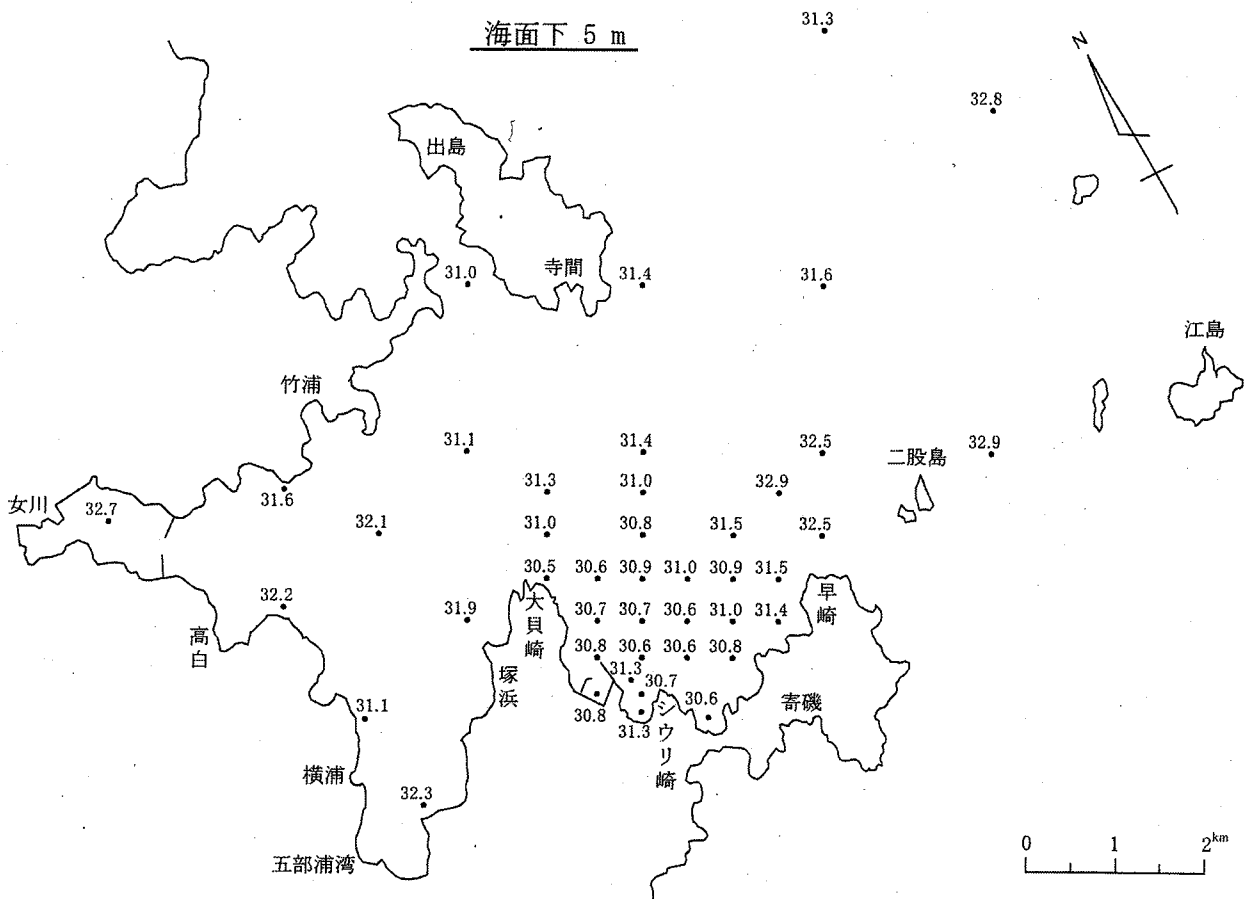 海面下 5 m
31.3
N
32.8
出島
寺間
31.0
31.4
31.6
江島
竹浦
31.1
31.4
32.5
32.9
二股島
女川
32.7
31.6
31.3
31.0
32.9
32.1
31.0
30.8
31.5
32.5
30.5
30.6
30.9
31.0
30.9
31.5
32.2
31.9
大貝崎
30.7
30.7
30.6
31.0
31.4
早崎
高白
塚浜
30.8
30.6
30.6
30.8
31.3
30.7
30.8
31.3
シウリ崎
30.6
寄磯
31.1
横浦
32.3
五部浦湾
0 1 2km